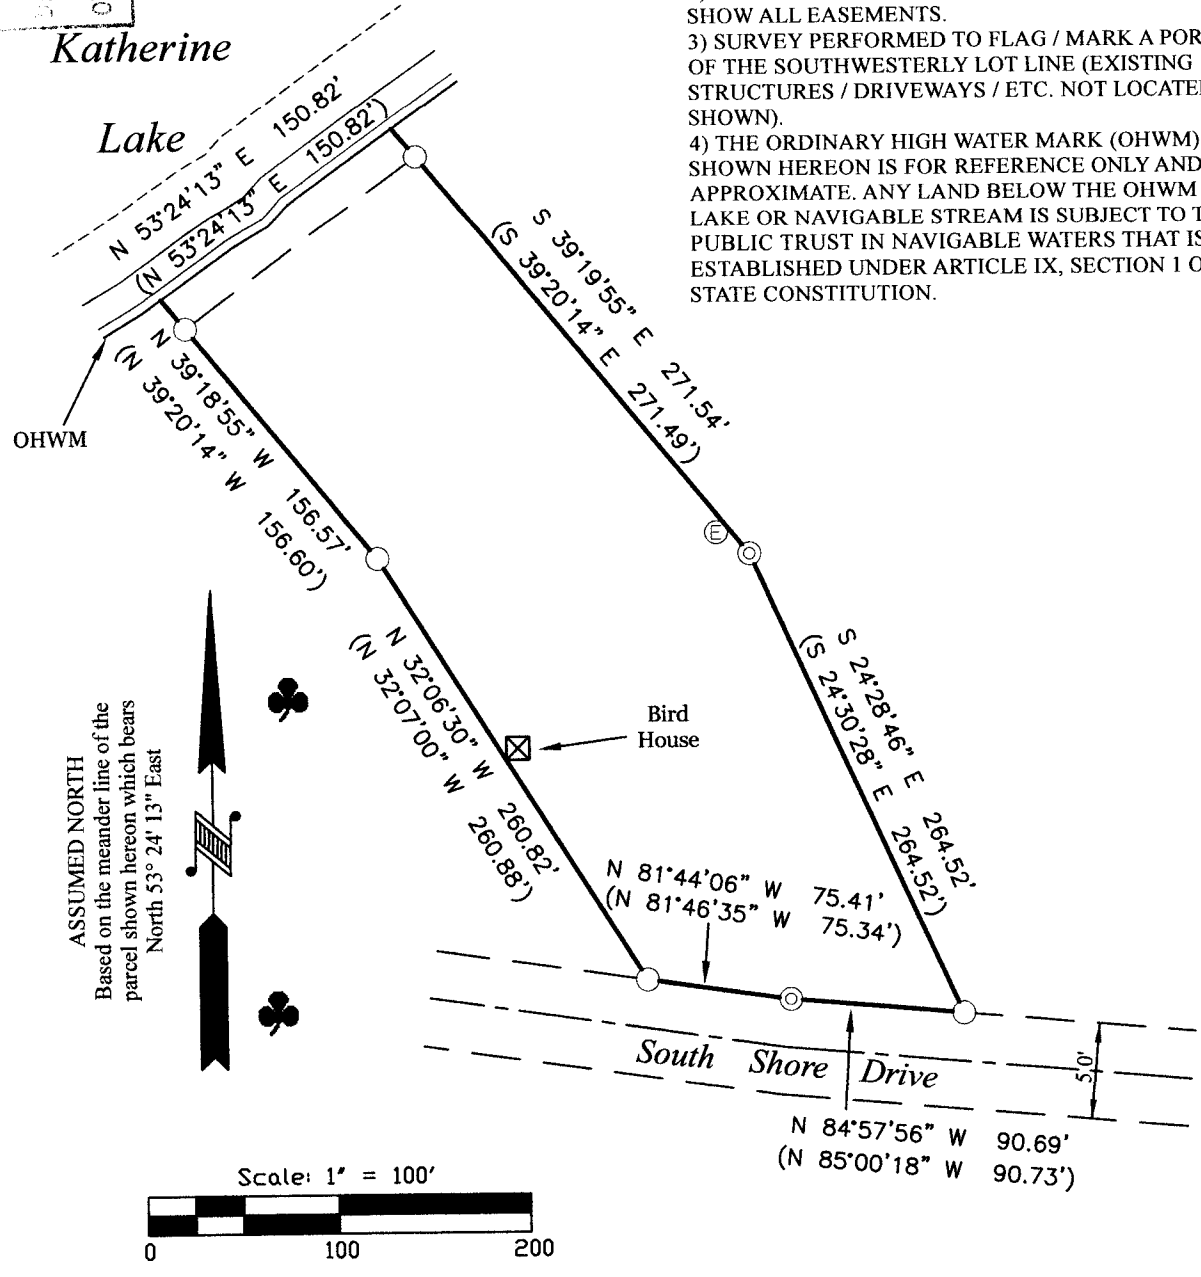 Katherine
Lake
SHOW ALL EASEMENTS.
3) SURVEY PERFORMED TO FLAG / MARK A POR
OF THE SOUTHWESTERLY LOT LINE (EXISTING
STRUCTURES / DRIVEWAYS / ETC. NOT LOCATE
SHOWN).
4) THE ORDINARY HIGH WATER MARK (OHWM)
SHOWN HEREON IS FOR REFERENCE ONLY AND
APPROXIMATE. ANY LAND BELOW THE OHWM
LAKE OR NAVIGABLE STREAM IS SUBJECT TO T
PUBLIC TRUST IN NAVIGABLE WATERS THAT IS
ESTABLISHED UNDER ARTICLE IX, SECTION 1 O
STATE CONSTITUTION.
N 53°24'13" E 150.82'
(N 53°24'13" E 150.82')
S 39°19'55" E 271.54'
(S 39°20'14" E 271.49')
OHWM
N 39°18'55" W 156.57'
(N 39°20'14" W 156.60')
E
N 32°06'30" W 260.82'
(N 32°07'00" W 260.88')
Bird
House
S 24°28'46" E 264.52'
(S 24°30'28" E 264.52')
ASSUMED NORTH
Based on the meander line of the
parcel shown hereon which bears
North 53° 24' 13" East
N 81°44'06" W 75.41'
(N 81°46'35" W 75.34')
South Shore Drive
5.0'
N 84°57'56" W 90.69'
(N 85°00'18" W 90.73')
Scale: 1" = 100'
0 100 200